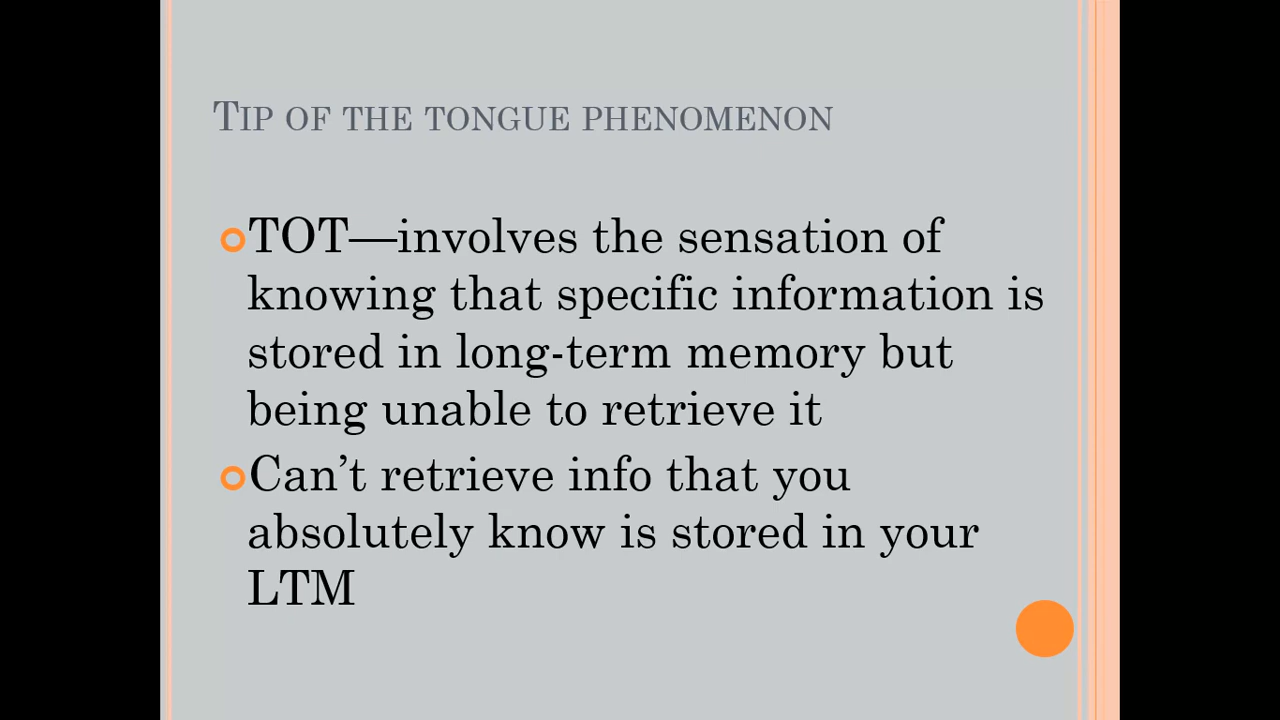 Tip of the tongue phenomenon
TOT—involves the sensation of
knowing that specific information is
stored in long-term memory but
being unable to retrieve it
Can’t retrieve info that you
absolutely know is stored in your
LTM